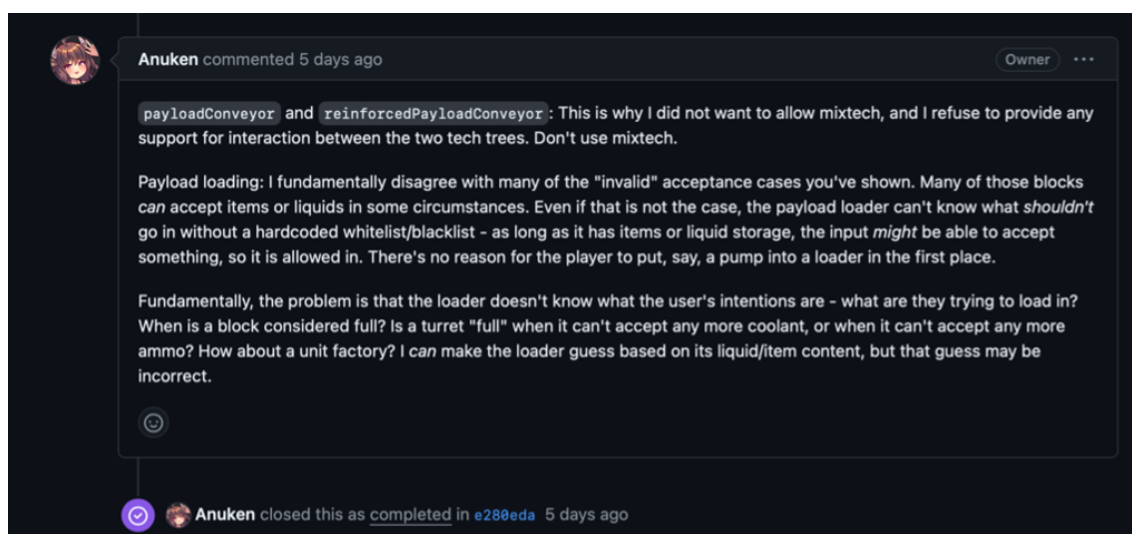 Anuken commented 5 days ago
Owner
payloadConveyor and reinforcedPayloadConveyor: This is why I did not want to allow mixtech, and I refuse to provide any
support for interaction between the two tech trees. Don't use mixtech.
Payload loading: I fundamentally disagree with many of the "invalid" acceptance cases you've shown. Many of those blocks
can accept items or liquids in some circumstances. Even if that is not the case, the payload loader can't know what shouldn't
go in without a hardcoded whitelist/blacklist - as long as it has items or liquid storage, the input might be able to accept
something, so it is allowed in. There's no reason for the player to put, say, a pump into a loader in the first place.
Fundamentally, the problem is that the loader doesn't know what the user's intentions are - what are they trying to load in?
When is a block considered full? Is a turret "full" when it can't accept any more coolant, or when it can't accept any more
ammo? How about a unit factory? I can make the loader guess based on its liquid/item content, but that guess may be
incorrect.
Anuken closed this as completed in e280eda 5 days ago